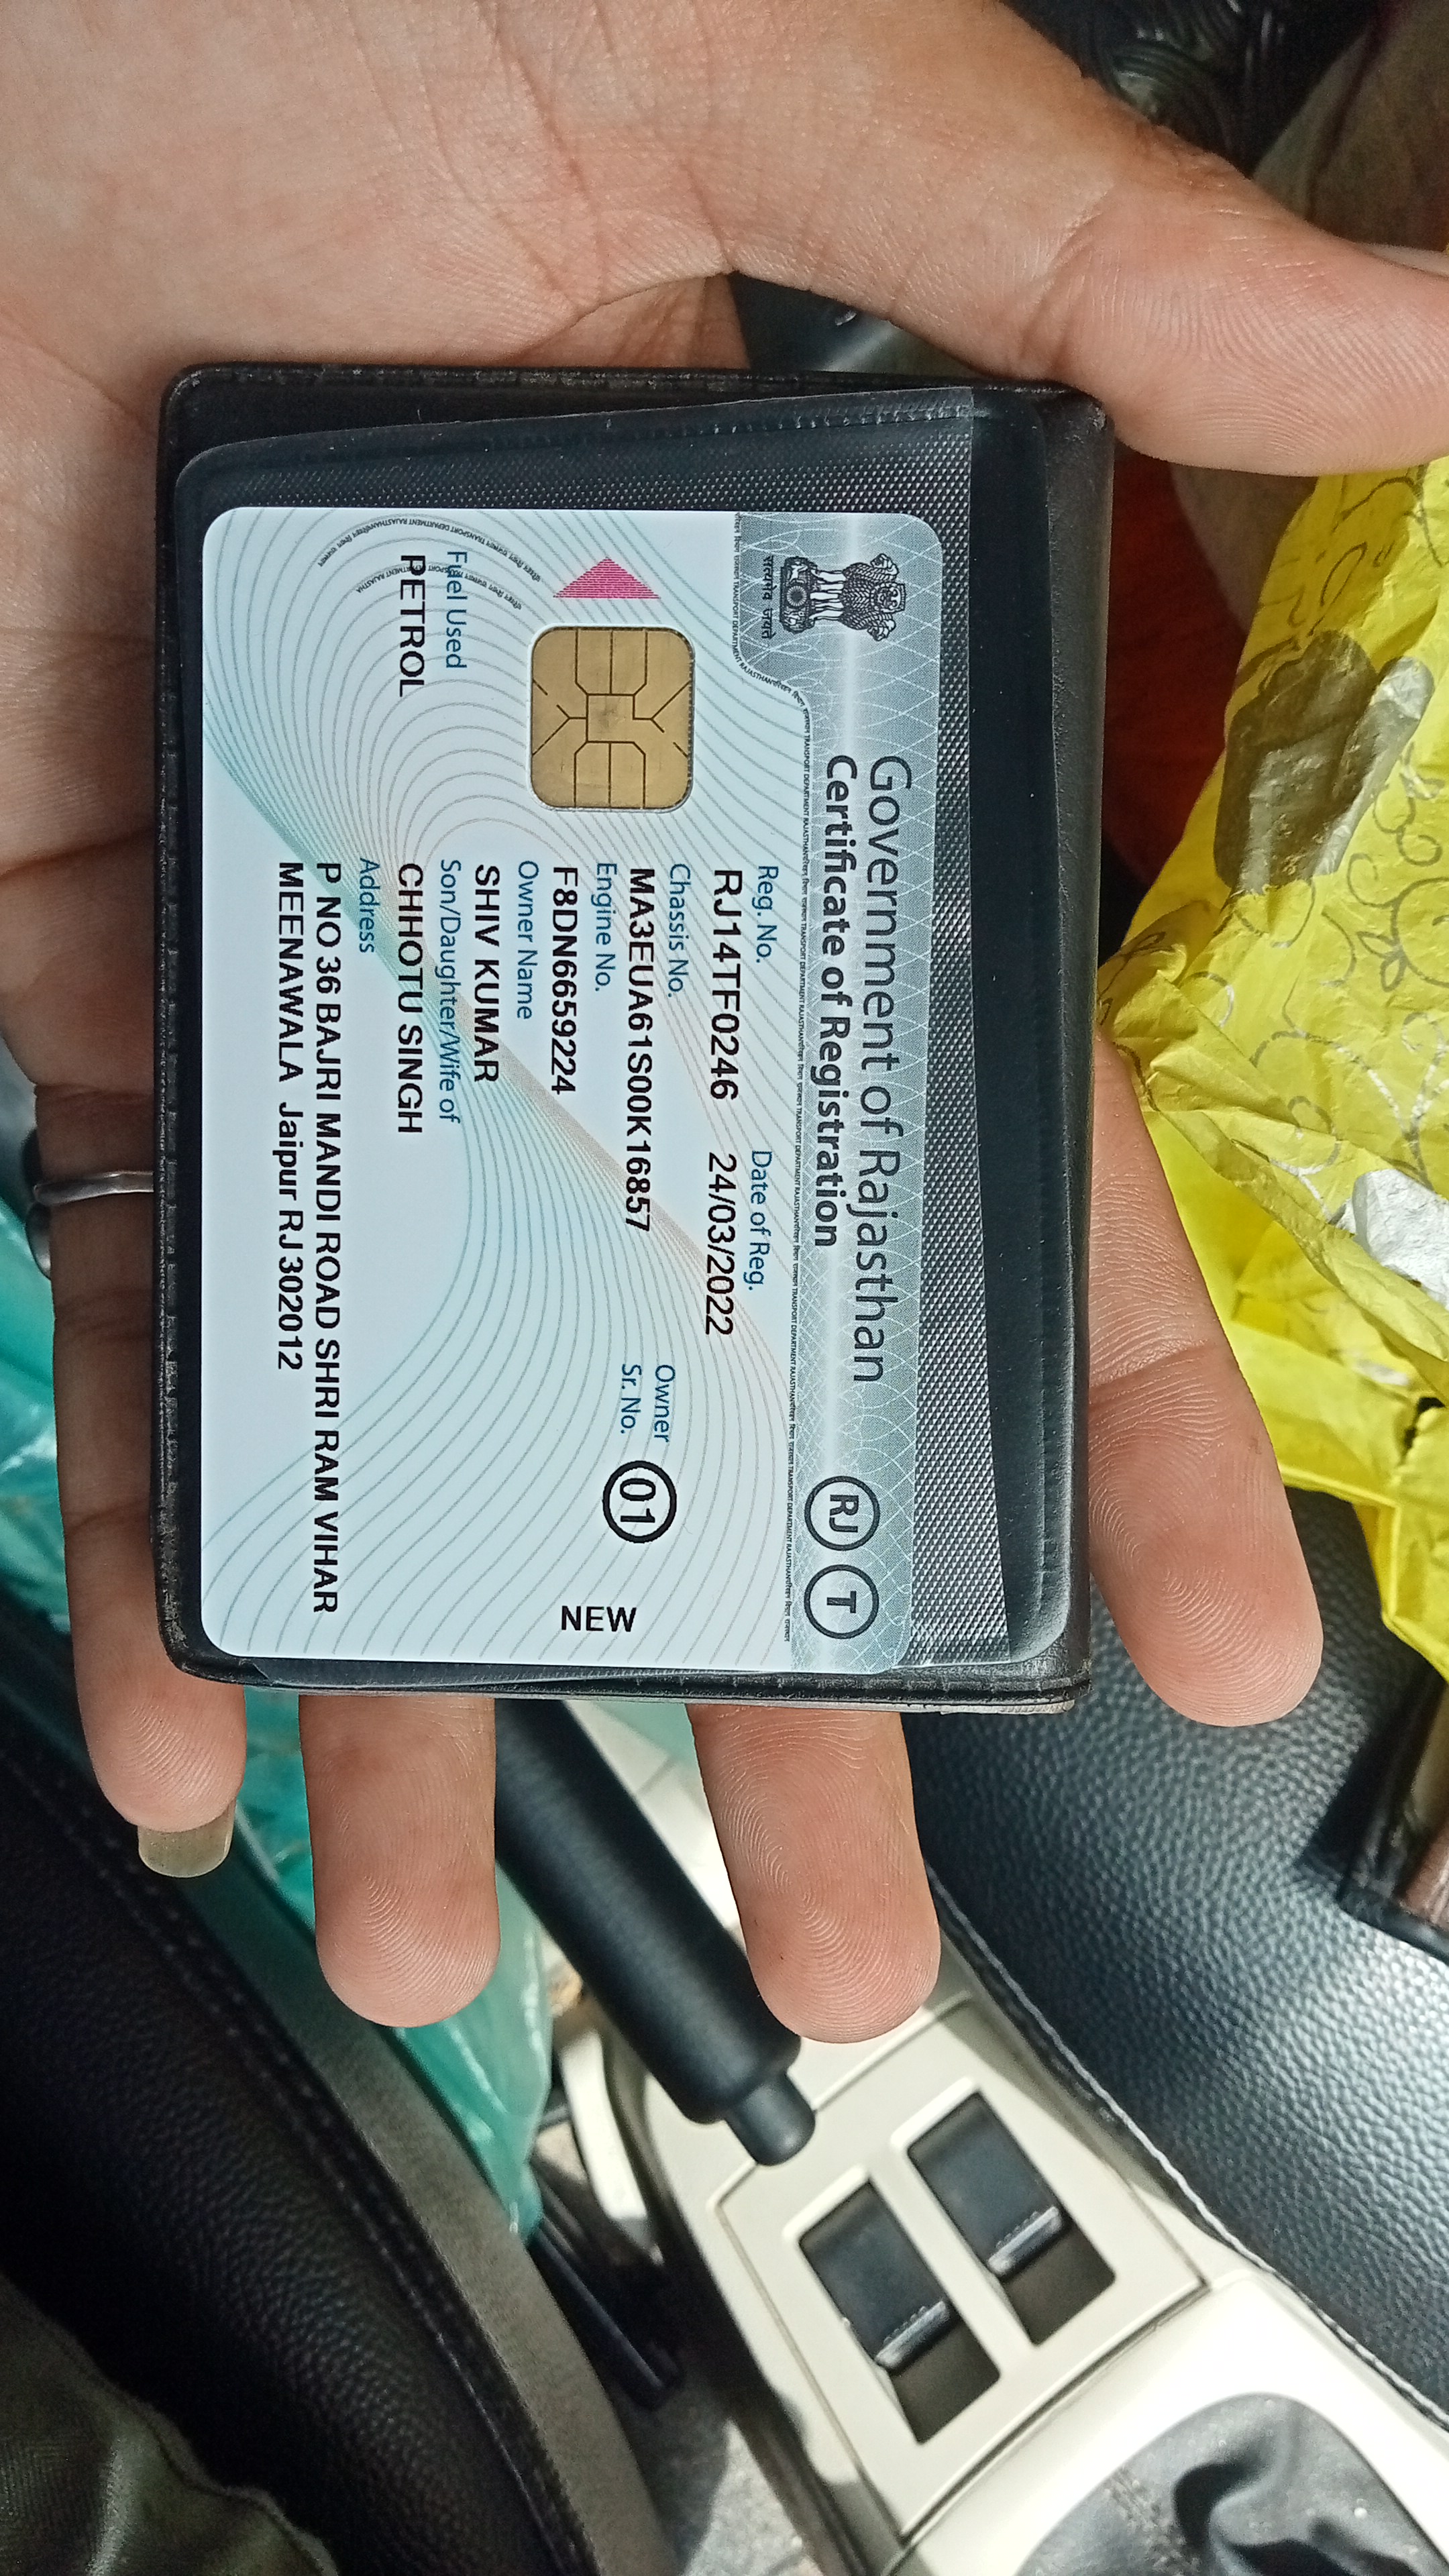 Government of Rajasthan
Certificate of Registration
RJ T
सत्यमेव जयते
Reg. No. Date of Reg.
RJ14TF0246 24/03/2022
Chassis No.
MA3EUA61S00K16857
Owner
Sr. No. 01
Engine No.
F8DN6659224
NEW
Owner Name
SHIV KUMAR
Fuel Used
PETROL
Son/Daughter/Wife of
CHHOTU SINGH
Address
P NO 36 BAJRI MANDI ROAD SHRI RAM VIHAR
MEENAWALA Jaipur RJ302012